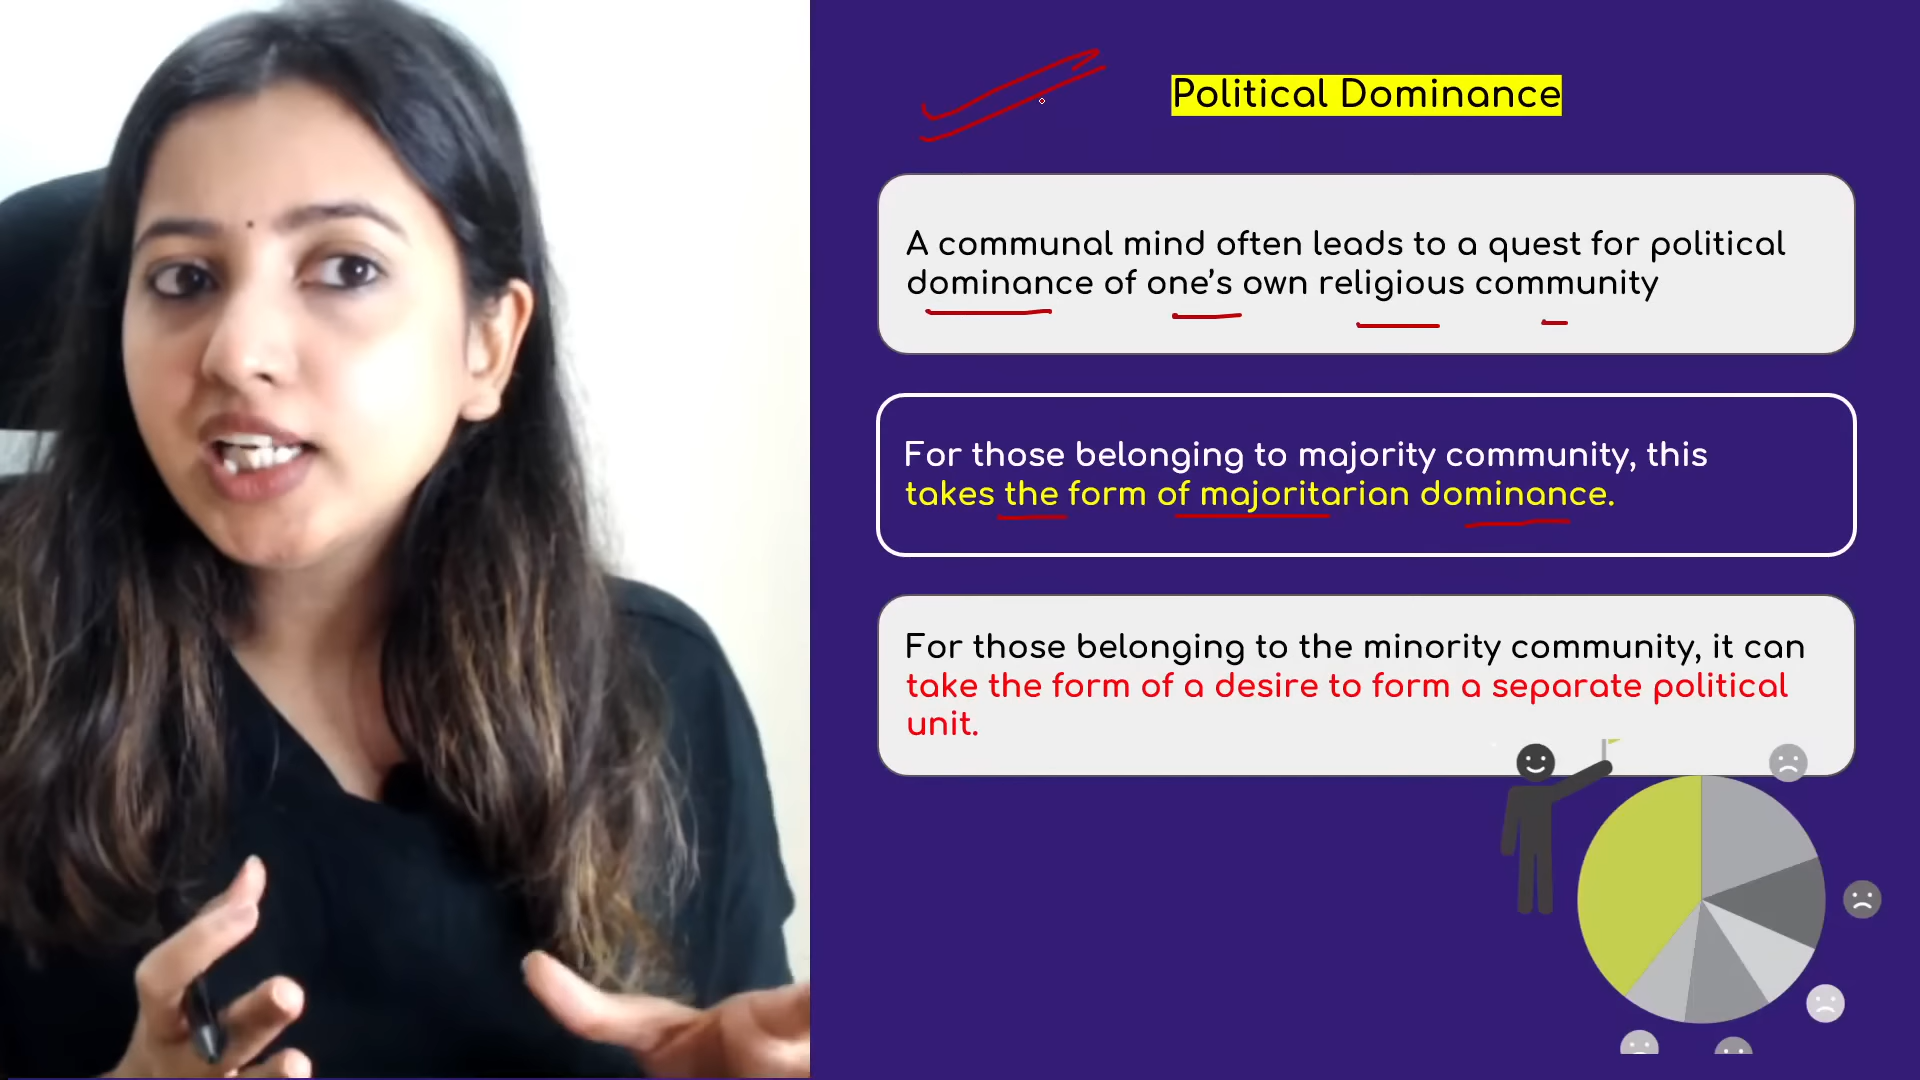 Political Dominance
A communal mind often leads to a quest for political
dominance of one’s own religious community
For those belonging to majority community, this
takes the form of majoritarian dominance.
For those belonging to the minority community, it can
take the form of a desire to form a separate political
unit.